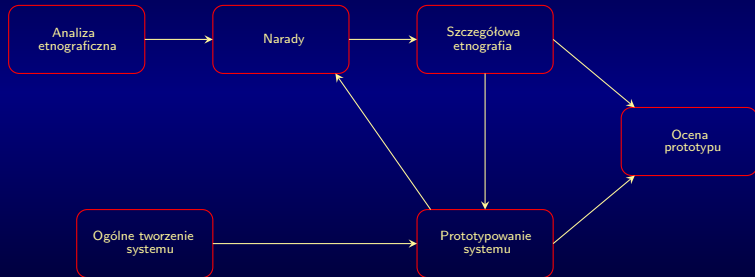 Analiza
etnograficzna
Narady
Szczegółowa
etnografia
Ocena
prototypu
Ogólne tworzenie
systemu
Prototypowanie
systemu